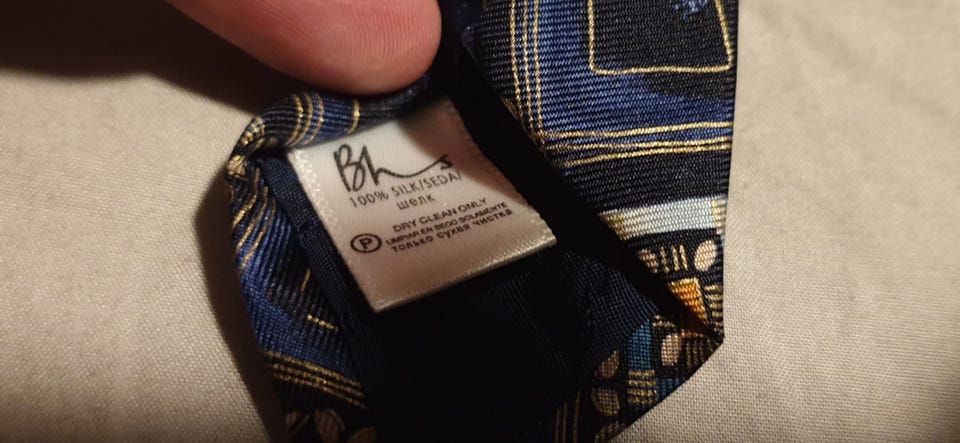 Bhs
100% SILK/SEDA/
шелк
DRY CLEAN ONLY
LIMPIAR EN SECO SOLAMENTE
P ТОЛЬКО СУХАЯ ЧИСТКА